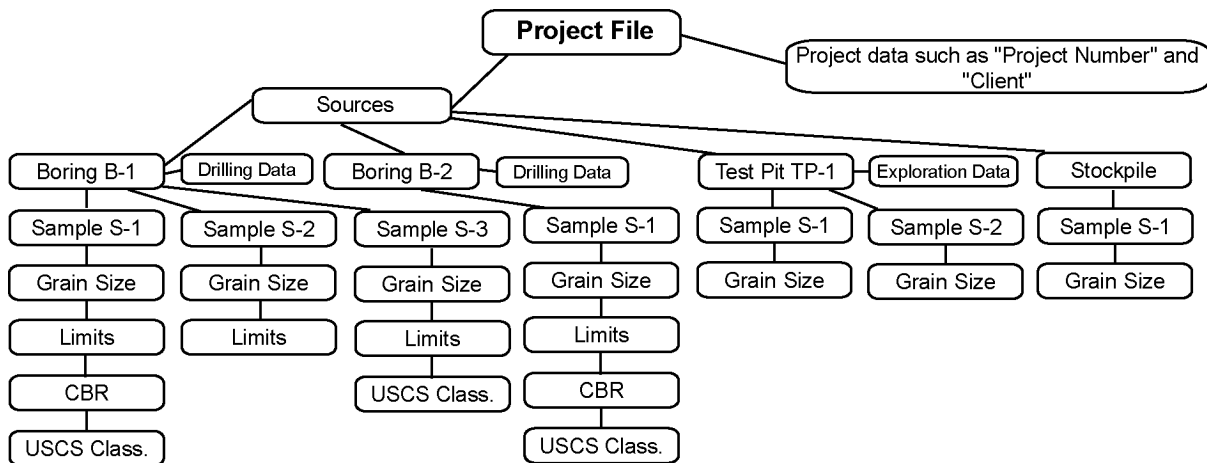 Project File
Project data such as "Project Number" and
"Client"
Sources
Boring B-1
Drilling Data
Boring B-2
Drilling Data
Test Pit TP-1
Exploration Data
Stockpile
Sample S-1
Sample S-2
Sample S-3
Sample S-1
Sample S-1
Sample S-2
Sample S-1
Grain Size
Grain Size
Grain Size
Grain Size
Grain Size
Grain Size
Grain Size
Limits
Limits
Limits
Limits
CBR
USCS Class.
CBR
USCS Class.
USCS Class.